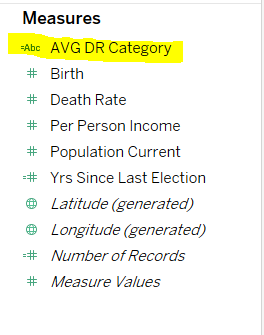 Measures
=Abc AVG DR Category
# Birth
# Death Rate
# Per Person Income
# Population Current
=# Yrs Since Last Election
Latitude (generated)
Longitude (generated)
=# Number of Records
# Measure Values